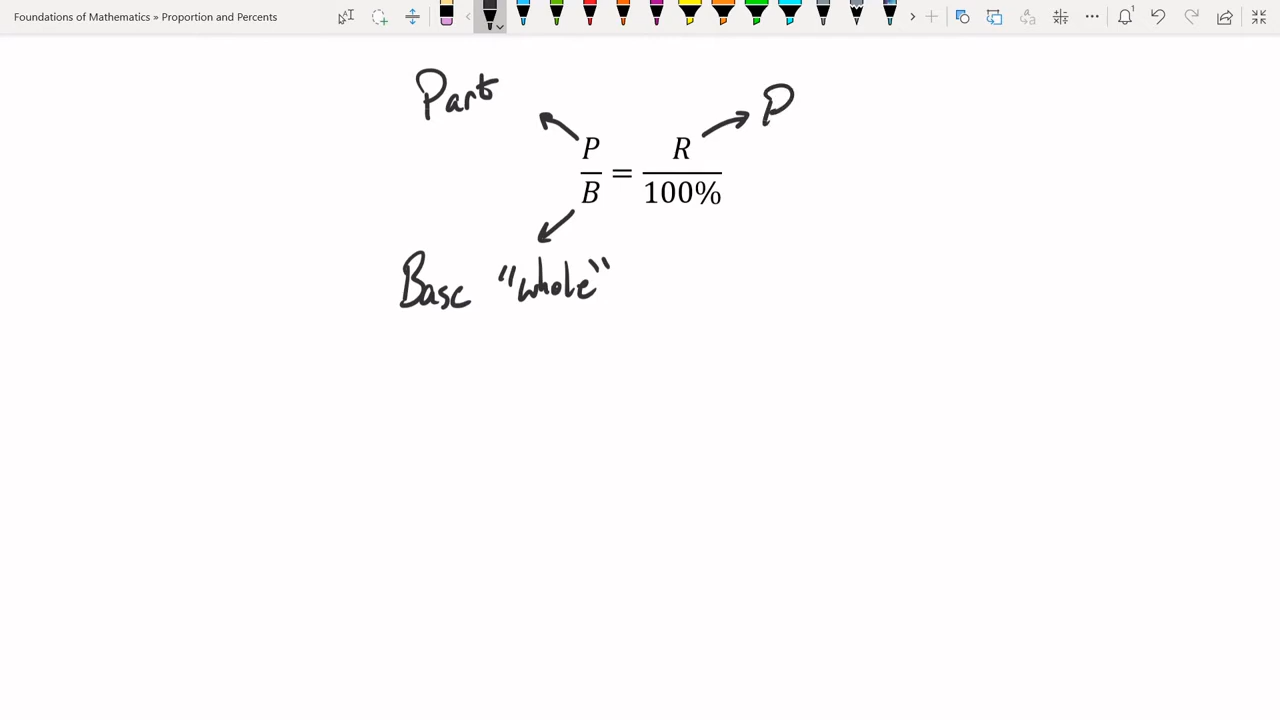 Foundations of Mathematics » Proportion and Percents
Part
P
P/B = R/100%
Base "whole"